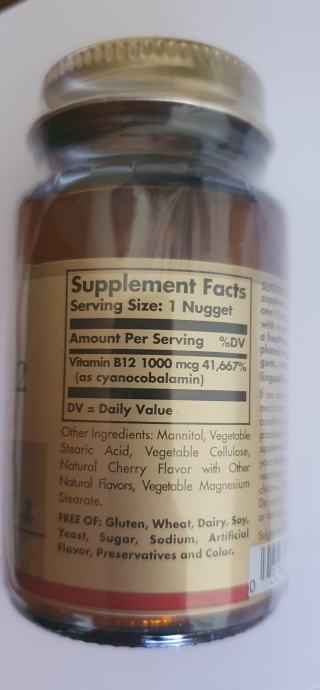 Supplement Facts
Serving Size: 1 Nugget
Amount Per Serving %DV
Vitamin B12 1000 mcg 41,667%
(as cyanocobalamin)
DV = Daily Value
Other Ingredients: Mannitol, Vegetable
Stearic Acid, Vegetable Cellulose,
Natural Cherry Flavor with Other
Natural Flavors, Vegetable Magnesium
Stearate.
FREE OF: Gluten, Wheat, Dairy, Soy,
Yeast, Sugar, Sodium, Artificial
Flavor, Preservatives and Color.
2
0